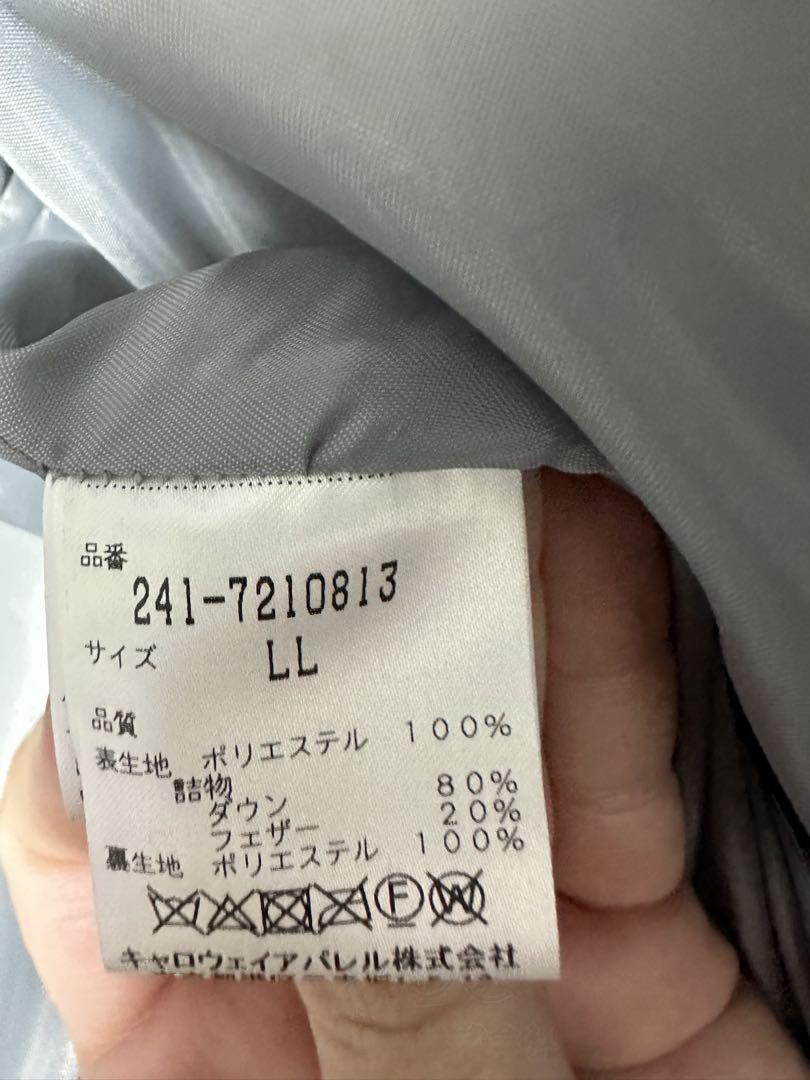 品番
241-7210813
サイズ LL
品質
表生地 ポリエステル 100%
詰物
ダウン 80%
フェザー 20%
裏生地 ポリエステル 100%
F W
キャロウェイアパレル株式会社